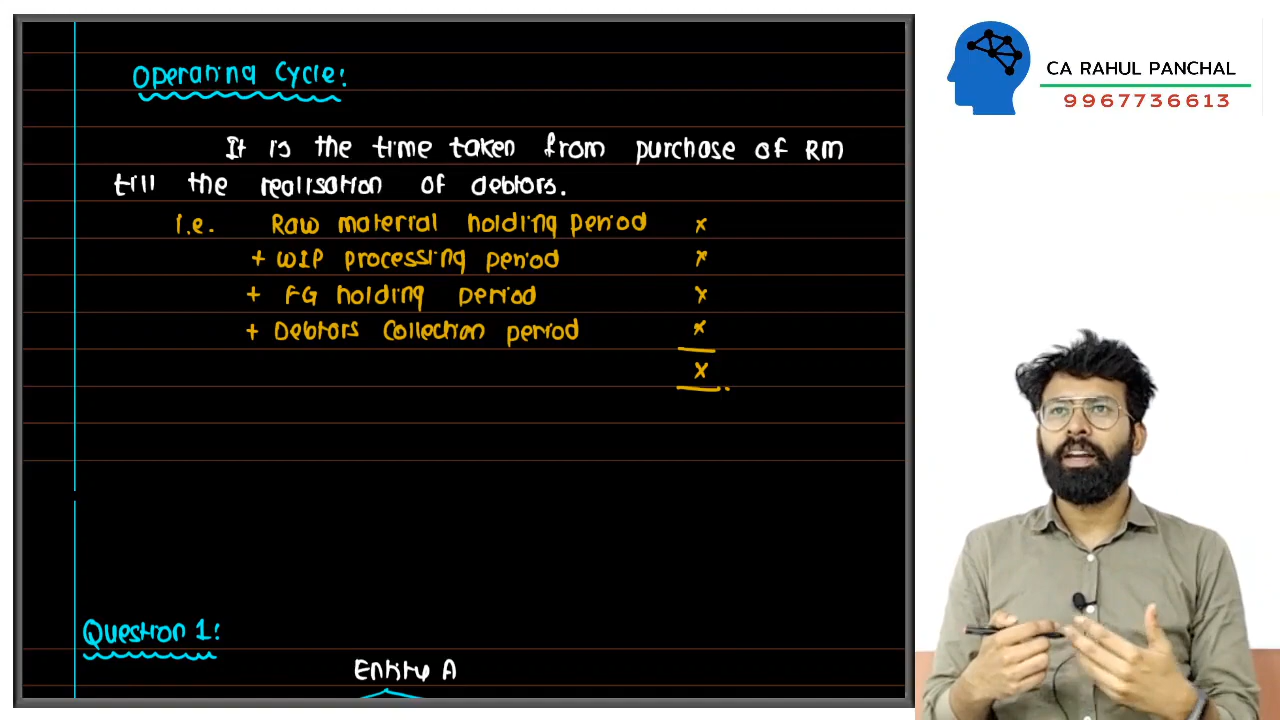 Operating Cycle:
It is the time taken from purchase of RM
till the realisation of debtors.
i.e. Raw material holding period x
+ WIP processing period x
+ FG holding period x
+ Debtors Collection period x
x
Question 1:
Entity A
CA RAHUL PANCHAL
9967736613